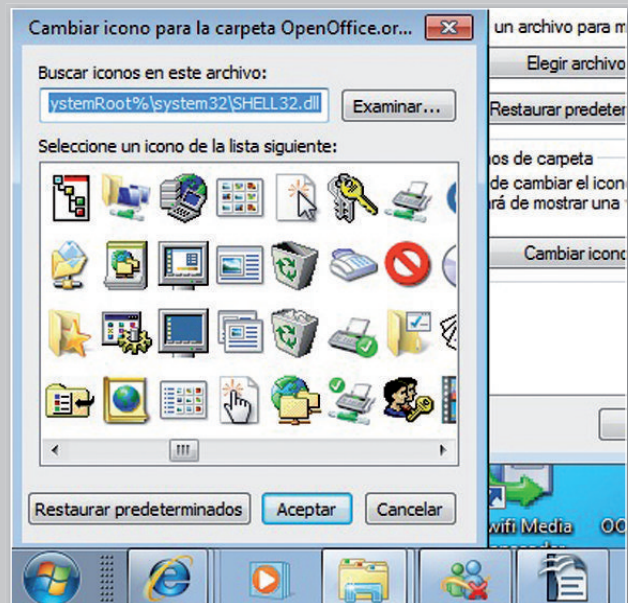 Cambiar icono para la carpeta OpenOffice.or...
un archivo para m
Buscar iconos en este archivo:
Elegir archivo
ystemRoot%\system32\SHELL32.dll
Examinar...
Restaurar predeter
Seleccione un icono de la lista siguiente:
os de carpeta
de cambiar el icon
rá de mostrar una
Cambiar icono
Restaurar predeterminados
Aceptar
Cancelar
wifi Media
OO